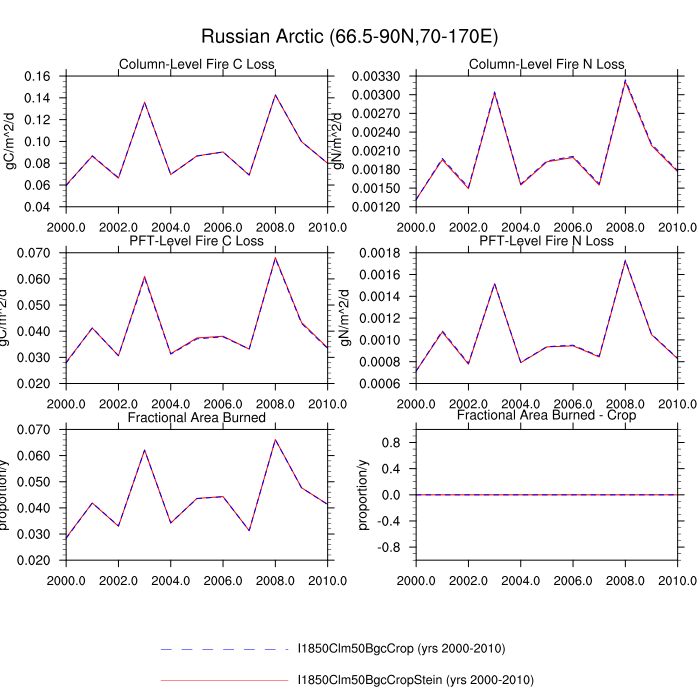 Russian Arctic (66.5-90N,70-170E)
Column-Level Fire C Loss
gC/m^2/d
0.16
0.14
0.12
0.10
0.08
0.06
0.04
2000.0 2002.0 2004.0 2006.0 2008.0 2010.0
Column-Level Fire N Loss
gN/m^2/d
0.00330
0.00300
0.00270
0.00240
0.00210
0.00180
0.00150
0.00120
2000.0 2002.0 2004.0 2006.0 2008.0 2010.0
PFT-Level Fire C Loss
gC/m^2/d
0.070
0.060
0.050
0.040
0.030
0.020
2000.0 2002.0 2004.0 2006.0 2008.0 2010.0
PFT-Level Fire N Loss
gN/m^2/d
0.0018
0.0016
0.0014
0.0012
0.0010
0.0008
0.0006
2000.0 2002.0 2004.0 2006.0 2008.0 2010.0
Fractional Area Burned
proportion/y
0.070
0.060
0.050
0.040
0.030
0.020
2000.0 2002.0 2004.0 2006.0 2008.0 2010.0
Fractional Area Burned - Crop
proportion/y
0.8
0.4
0.0
-0.4
-0.8
2000.0 2002.0 2004.0 2006.0 2008.0 2010.0
I1850Clm50BgcCrop (yrs 2000-2010)
I1850Clm50BgcCropStein (yrs 2000-2010)